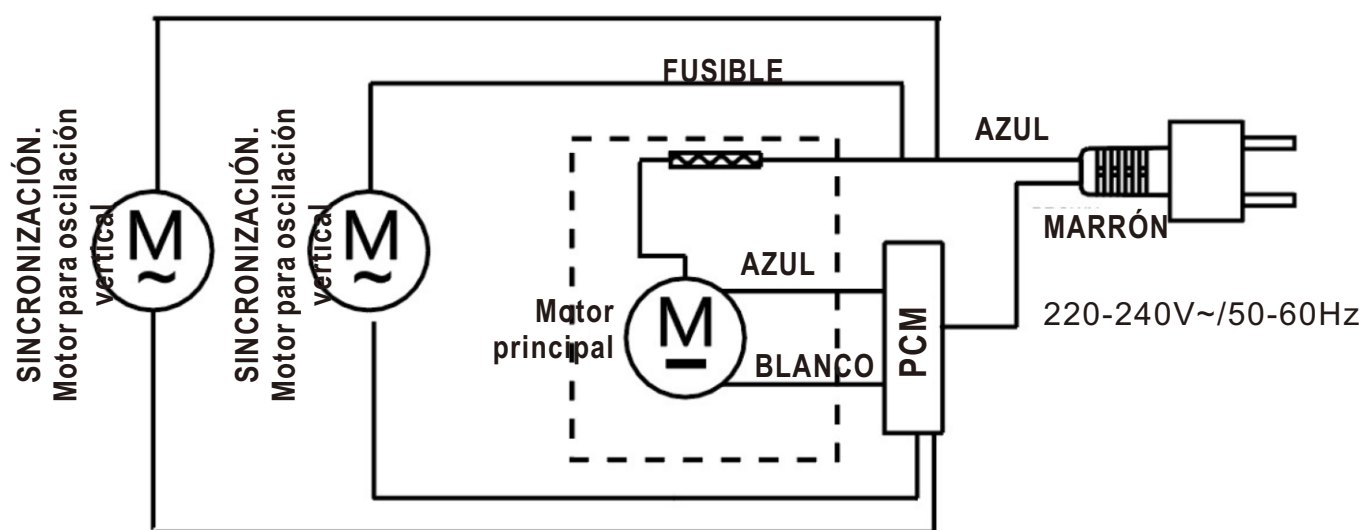 SINCRONIZACIÓN.
Motor para oscilación
vertical
M
~
SINCRONIZACIÓN.
Motor para oscilación
vertical
M
~
FUSIBLE
AZUL
MARRÓN
AZUL
Motor
principal
M
BLANCO
PCM
220-240V~/50-60Hz